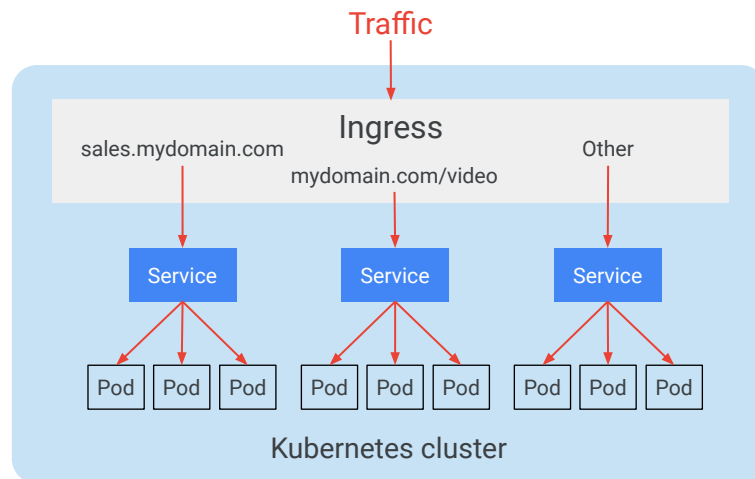 Traffic
Ingress
sales.mydomain.com
mydomain.com/video
Other
Service
Service
Service
Pod
Pod
Pod
Pod
Pod
Pod
Pod
Pod
Pod
Kubernetes cluster